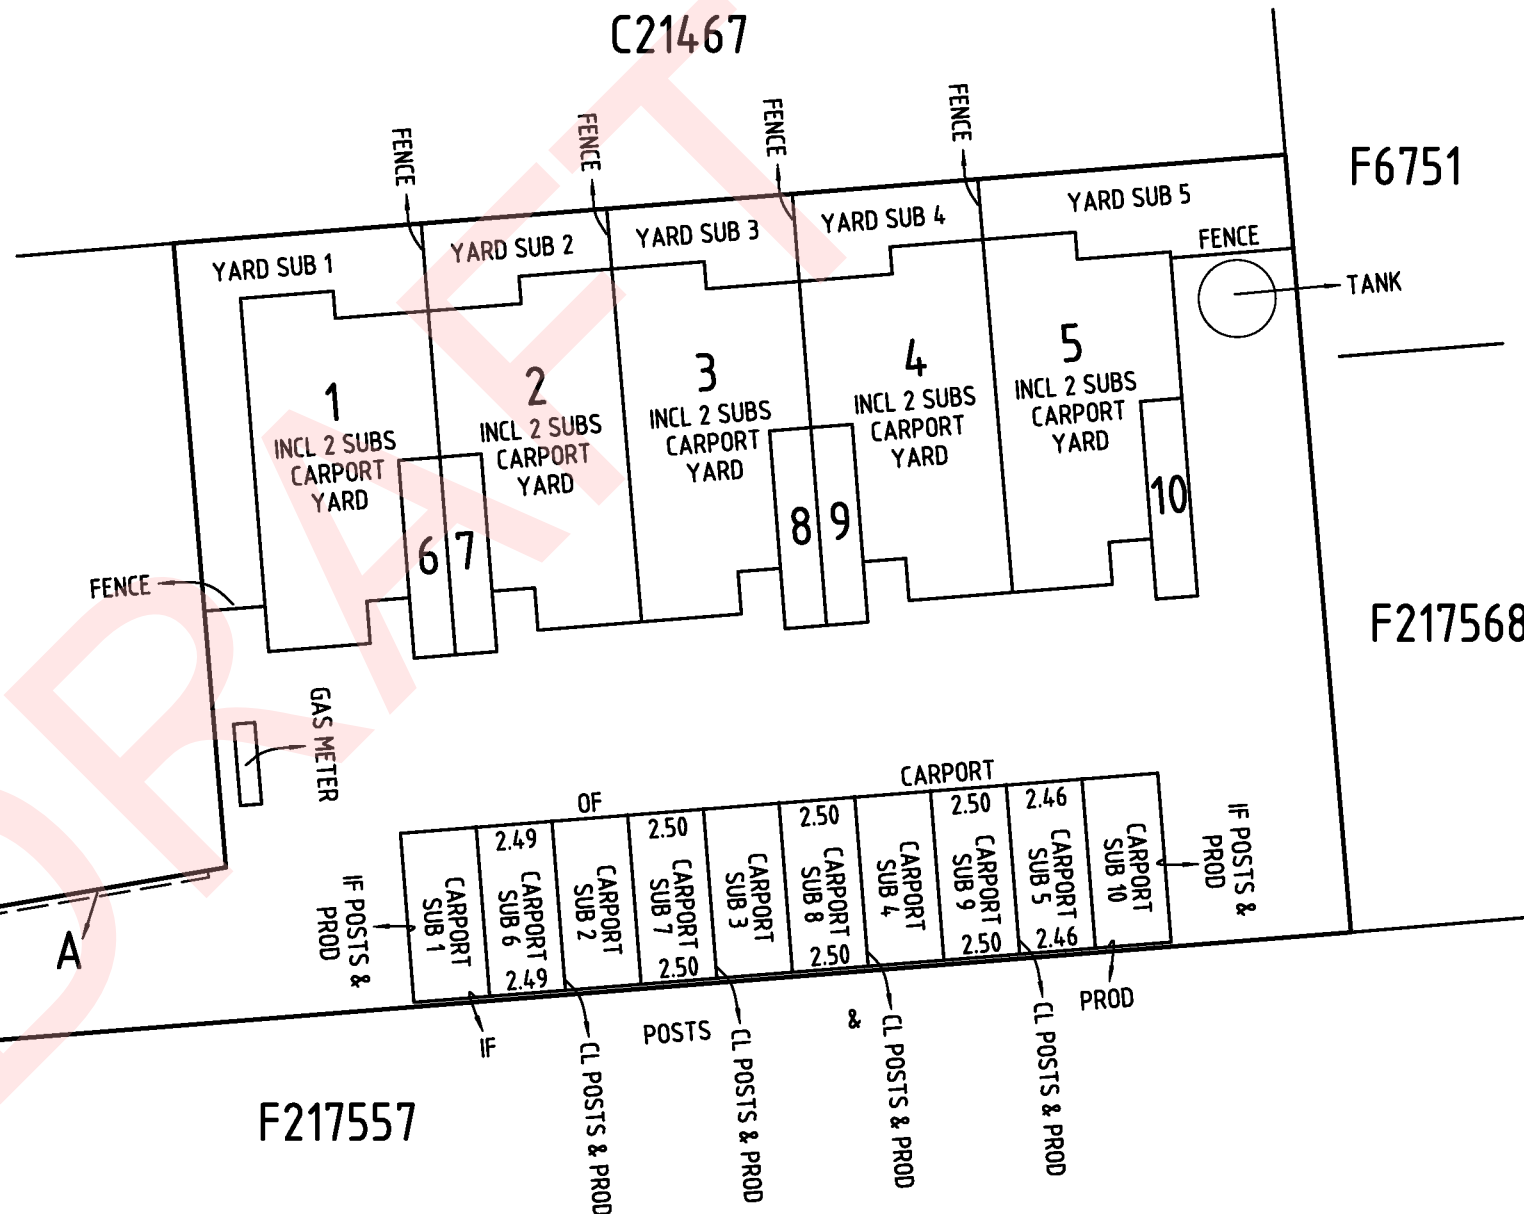 C21467
FENCE
FENCE
FENCE
FENCE
F6751
YARD SUB 1
YARD SUB 2
YARD SUB 3
YARD SUB 4
YARD SUB 5
FENCE
TANK
1
INCL 2 SUBS
CARPORT
YARD
2
INCL 2 SUBS
CARPORT
YARD
3
INCL 2 SUBS
CARPORT
YARD
4
INCL 2 SUBS
CARPORT
YARD
5
INCL 2 SUBS
CARPORT
YARD
6
7
8
9
10
FENCE
F217568
GAS METER
OF
CARPORT
IF POSTS &
PROD
CARPORT
SUB 1
2.49
CARPORT
SUB 6
2.49
CARPORT
SUB 2
2.50
CARPORT
SUB 7
2.50
CARPORT
SUB 3
2.50
CARPORT
SUB 8
2.50
CARPORT
SUB 4
2.50
CARPORT
SUB 9
2.50
2.46
CARPORT
SUB 5
2.46
CARPORT
SUB 10
IF POSTS &
PROD
A
IF
CL POSTS & PROD
POSTS
CL POSTS & PROD
&
CL POSTS & PROD
CL POSTS & PROD
PROD
F217557
DRAFT